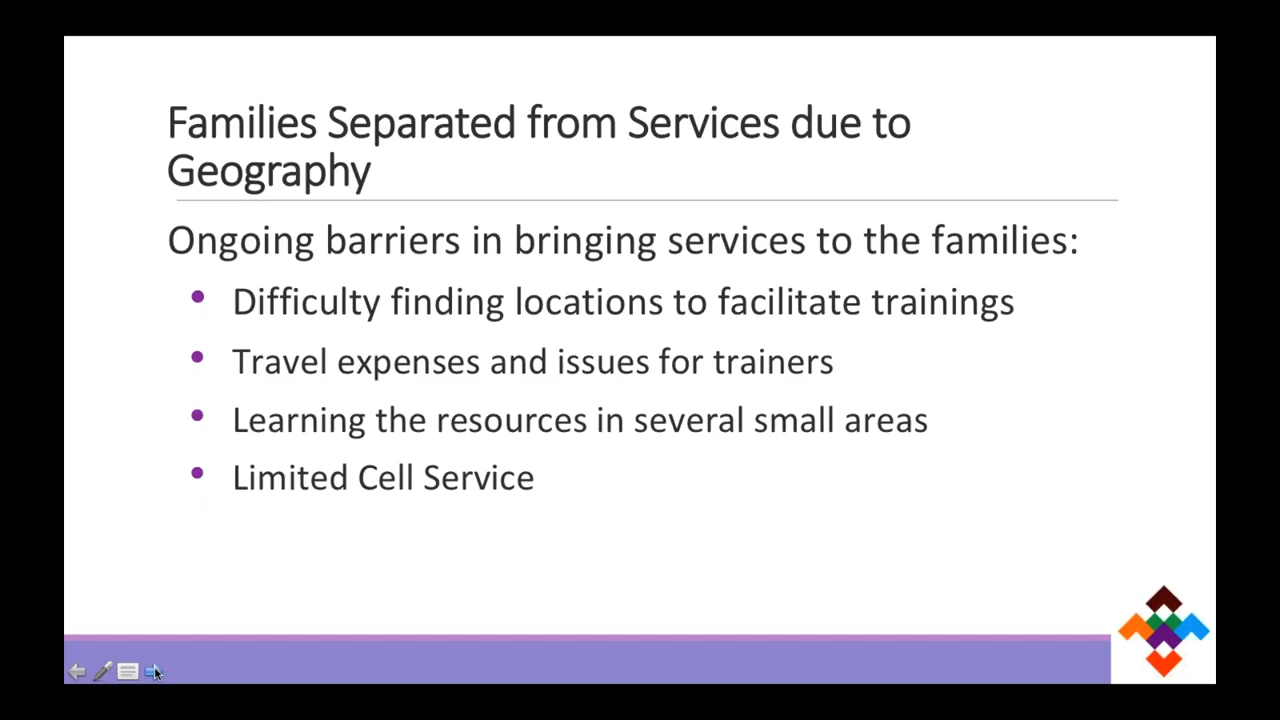 Families Separated from Services due to
Geography
Ongoing barriers in bringing services to the families:
• Difficulty finding locations to facilitate trainings
• Travel expenses and issues for trainers
• Learning the resources in several small areas
• Limited Cell Service